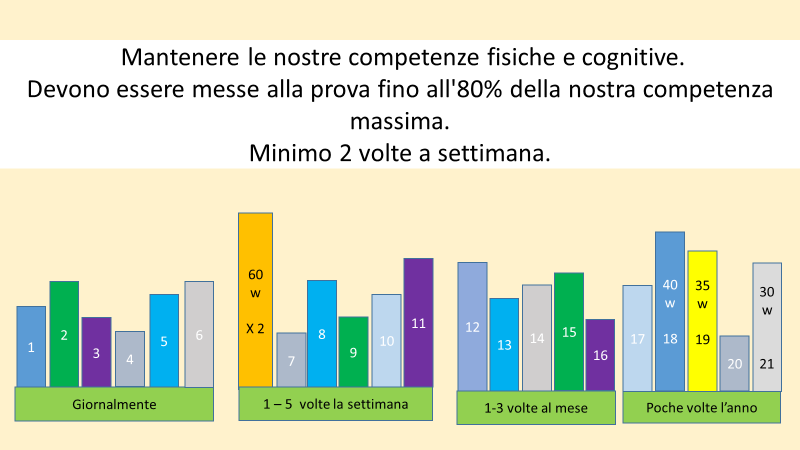 Mantenere le nostre competenze fisiche e cognitive.
Devono essere messe alla prova fino all'80% della nostra competenza
massima.
Minimo 2 volte a settimana.
1
2
3
4
5
6
Giornalmente
60
w
X 2
7
8
9
10
11
1 – 5  volte la settimana
12
13
14
15
16
1-3 volte al mese
17
40
w
18
35
w
19
20
30
w
21
Poche volte l’anno